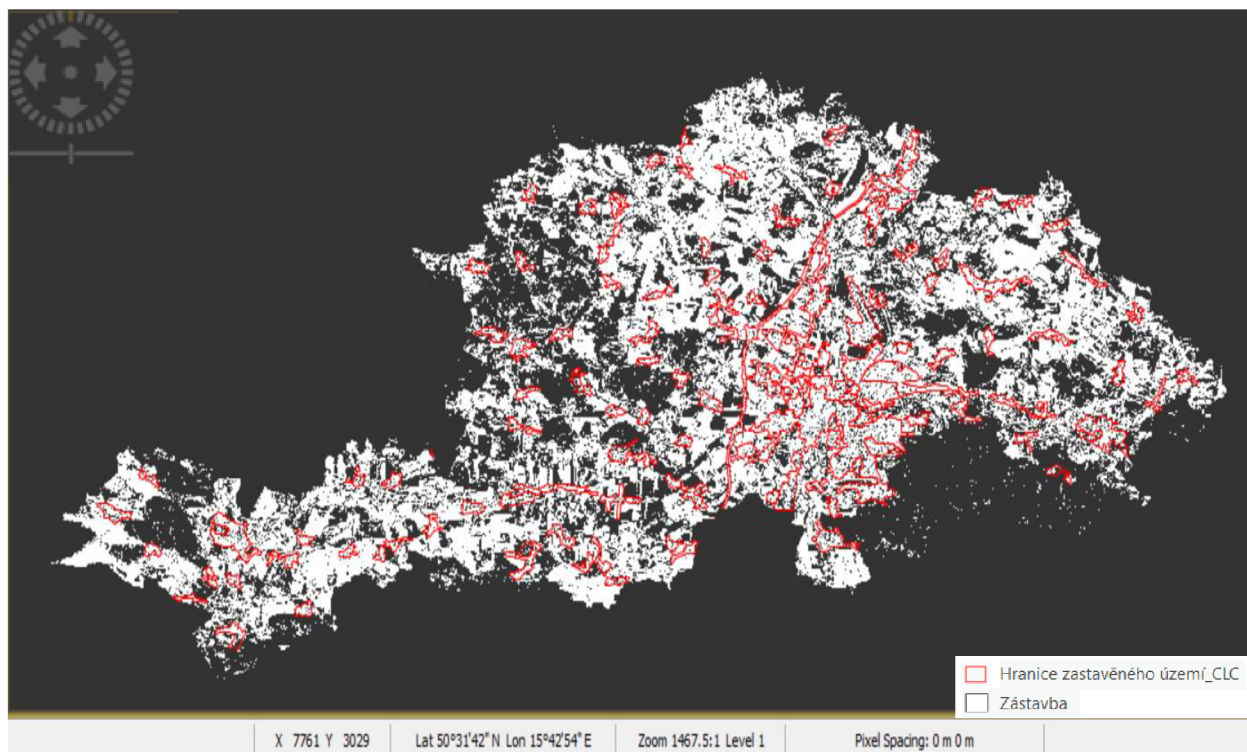 Hranice zastavěného území_CLC
Zástavba
X 7761 Y 3029 Lat 50°31'42" N Lon 15°42'54" E Zoom 1467.5:1 Level 1 Pixel Spacing: 0 m 0 m